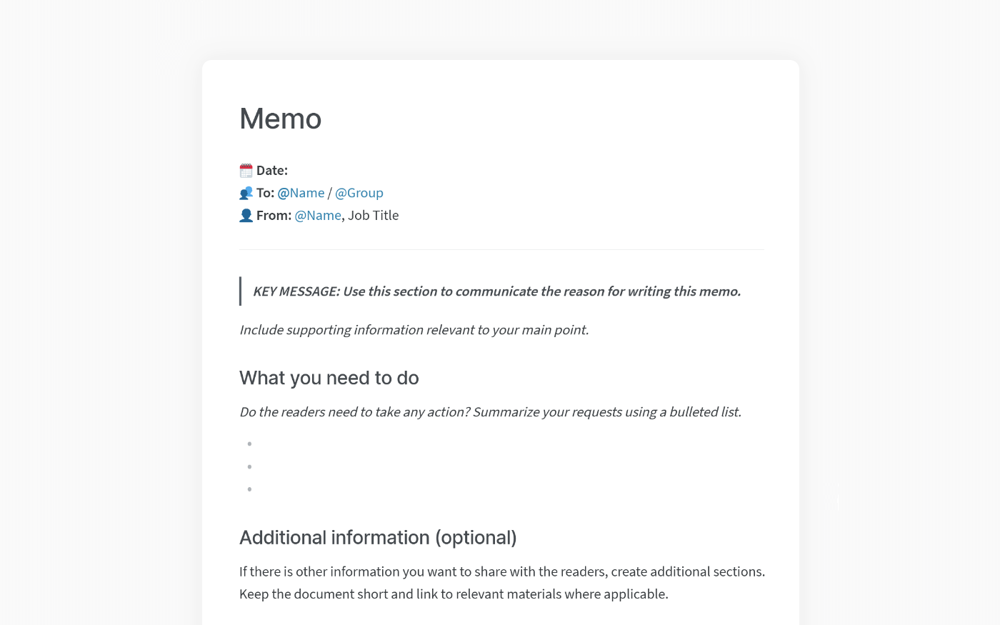 Memo
Date:
To: @Name / @Group
From: @Name, Job Title
KEY MESSAGE: Use this section to communicate the reason for writing this memo.
Include supporting information relevant to your main point.
What you need to do
Do the readers need to take any action? Summarize your requests using a bulleted list.
Additional information (optional)
If there is other information you want to share with the readers, create additional sections.
Keep the document short and link to relevant materials where applicable.